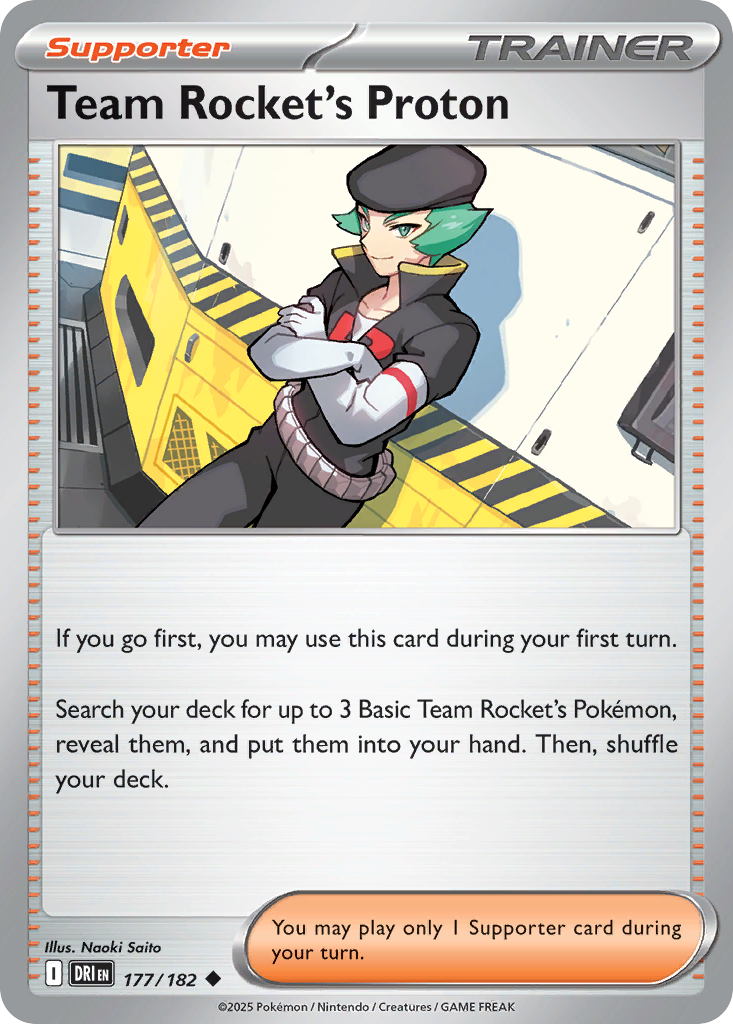 Supporter
TRAINER
Team Rocket's Proton
If you go first, you may use this card during your first turn.
Search your deck for up to 3 Basic Team Rocket's Pokémon,
reveal them, and put them into your hand. Then, shuffle
your deck.
You may play only 1 Supporter card during
your turn.
Illus. Naoki Saito
I DRI EN 177/182 ◆
©2025 Pokémon / Nintendo / Creatures / GAME FREAK